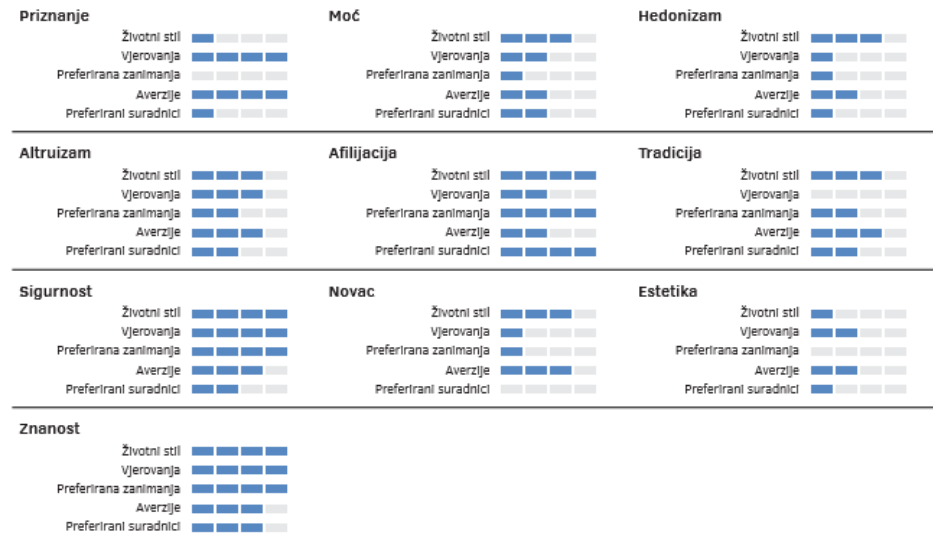 Priznanje
Životni stil
Vjerovanja
Preferirana zanimanja
Averzije
Preferirani suradnici
Moć
Životni stil
Vjerovanja
Preferirana zanimanja
Averzije
Preferirani suradnici
Hedonizam
Životni stil
Vjerovanja
Preferirana zanimanja
Averzije
Preferirani suradnici
Altruizam
Životni stil
Vjerovanja
Preferirana zanimanja
Averzije
Preferirani suradnici
Afilijacija
Životni stil
Vjerovanja
Preferirana zanimanja
Averzije
Preferirani suradnici
Tradicija
Životni stil
Vjerovanja
Preferirana zanimanja
Averzije
Preferirani suradnici
Sigurnost
Životni stil
Vjerovanja
Preferirana zanimanja
Averzije
Preferirani suradnici
Novac
Životni stil
Vjerovanja
Preferirana zanimanja
Averzije
Preferirani suradnici
Estetika
Životni stil
Vjerovanja
Preferirana zanimanja
Averzije
Preferirani suradnici
Znanost
Životni stil
Vjerovanja
Preferirana zanimanja
Averzije
Preferirani suradnici